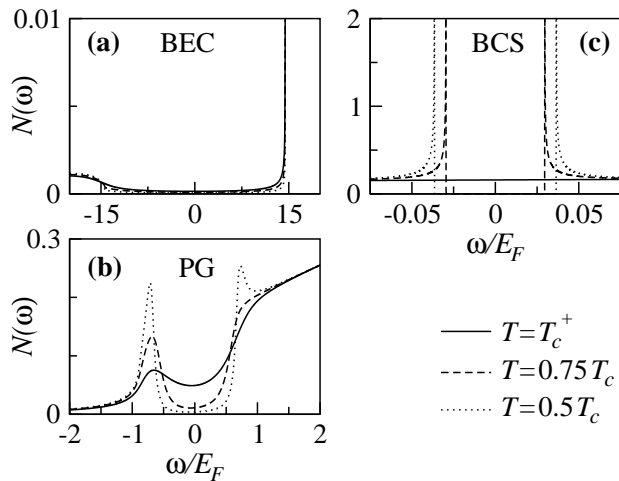 0.01
(a) BEC
N(ω)
0
-15 0 15
2
BCS (c)
1
0
-0.05 0 0.05
ω/E_F
0.3
(b) PG
N(ω)
0
-2 -1 0 1 2
ω/E_F
T=T_c^+
T=0.75T_c
T=0.5T_c